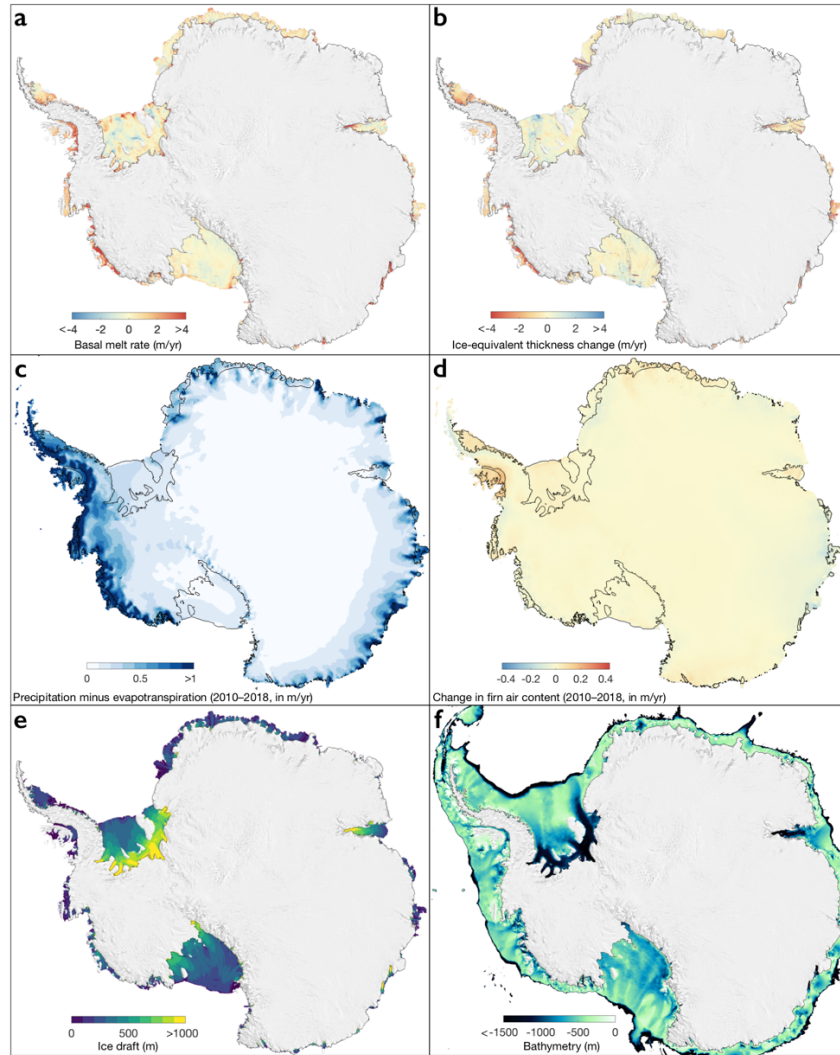 a
b
<-4 -2 0 2 >4
Basal melt rate (m/yr)
<-4 -2 0 2 >4
Ice-equivalent thickness change (m/yr)
c
d
0 0.5 >1
Precipitation minus evapotranspiration (2010–2018, in m/yr)
-0.4 -0.2 0 0.2 0.4
Change in firn air content (2010–2018, in m/yr)
e
f
0 500 >1000
Ice draft (m)
<-1500 -1000 -500 0
Bathymetry (m)